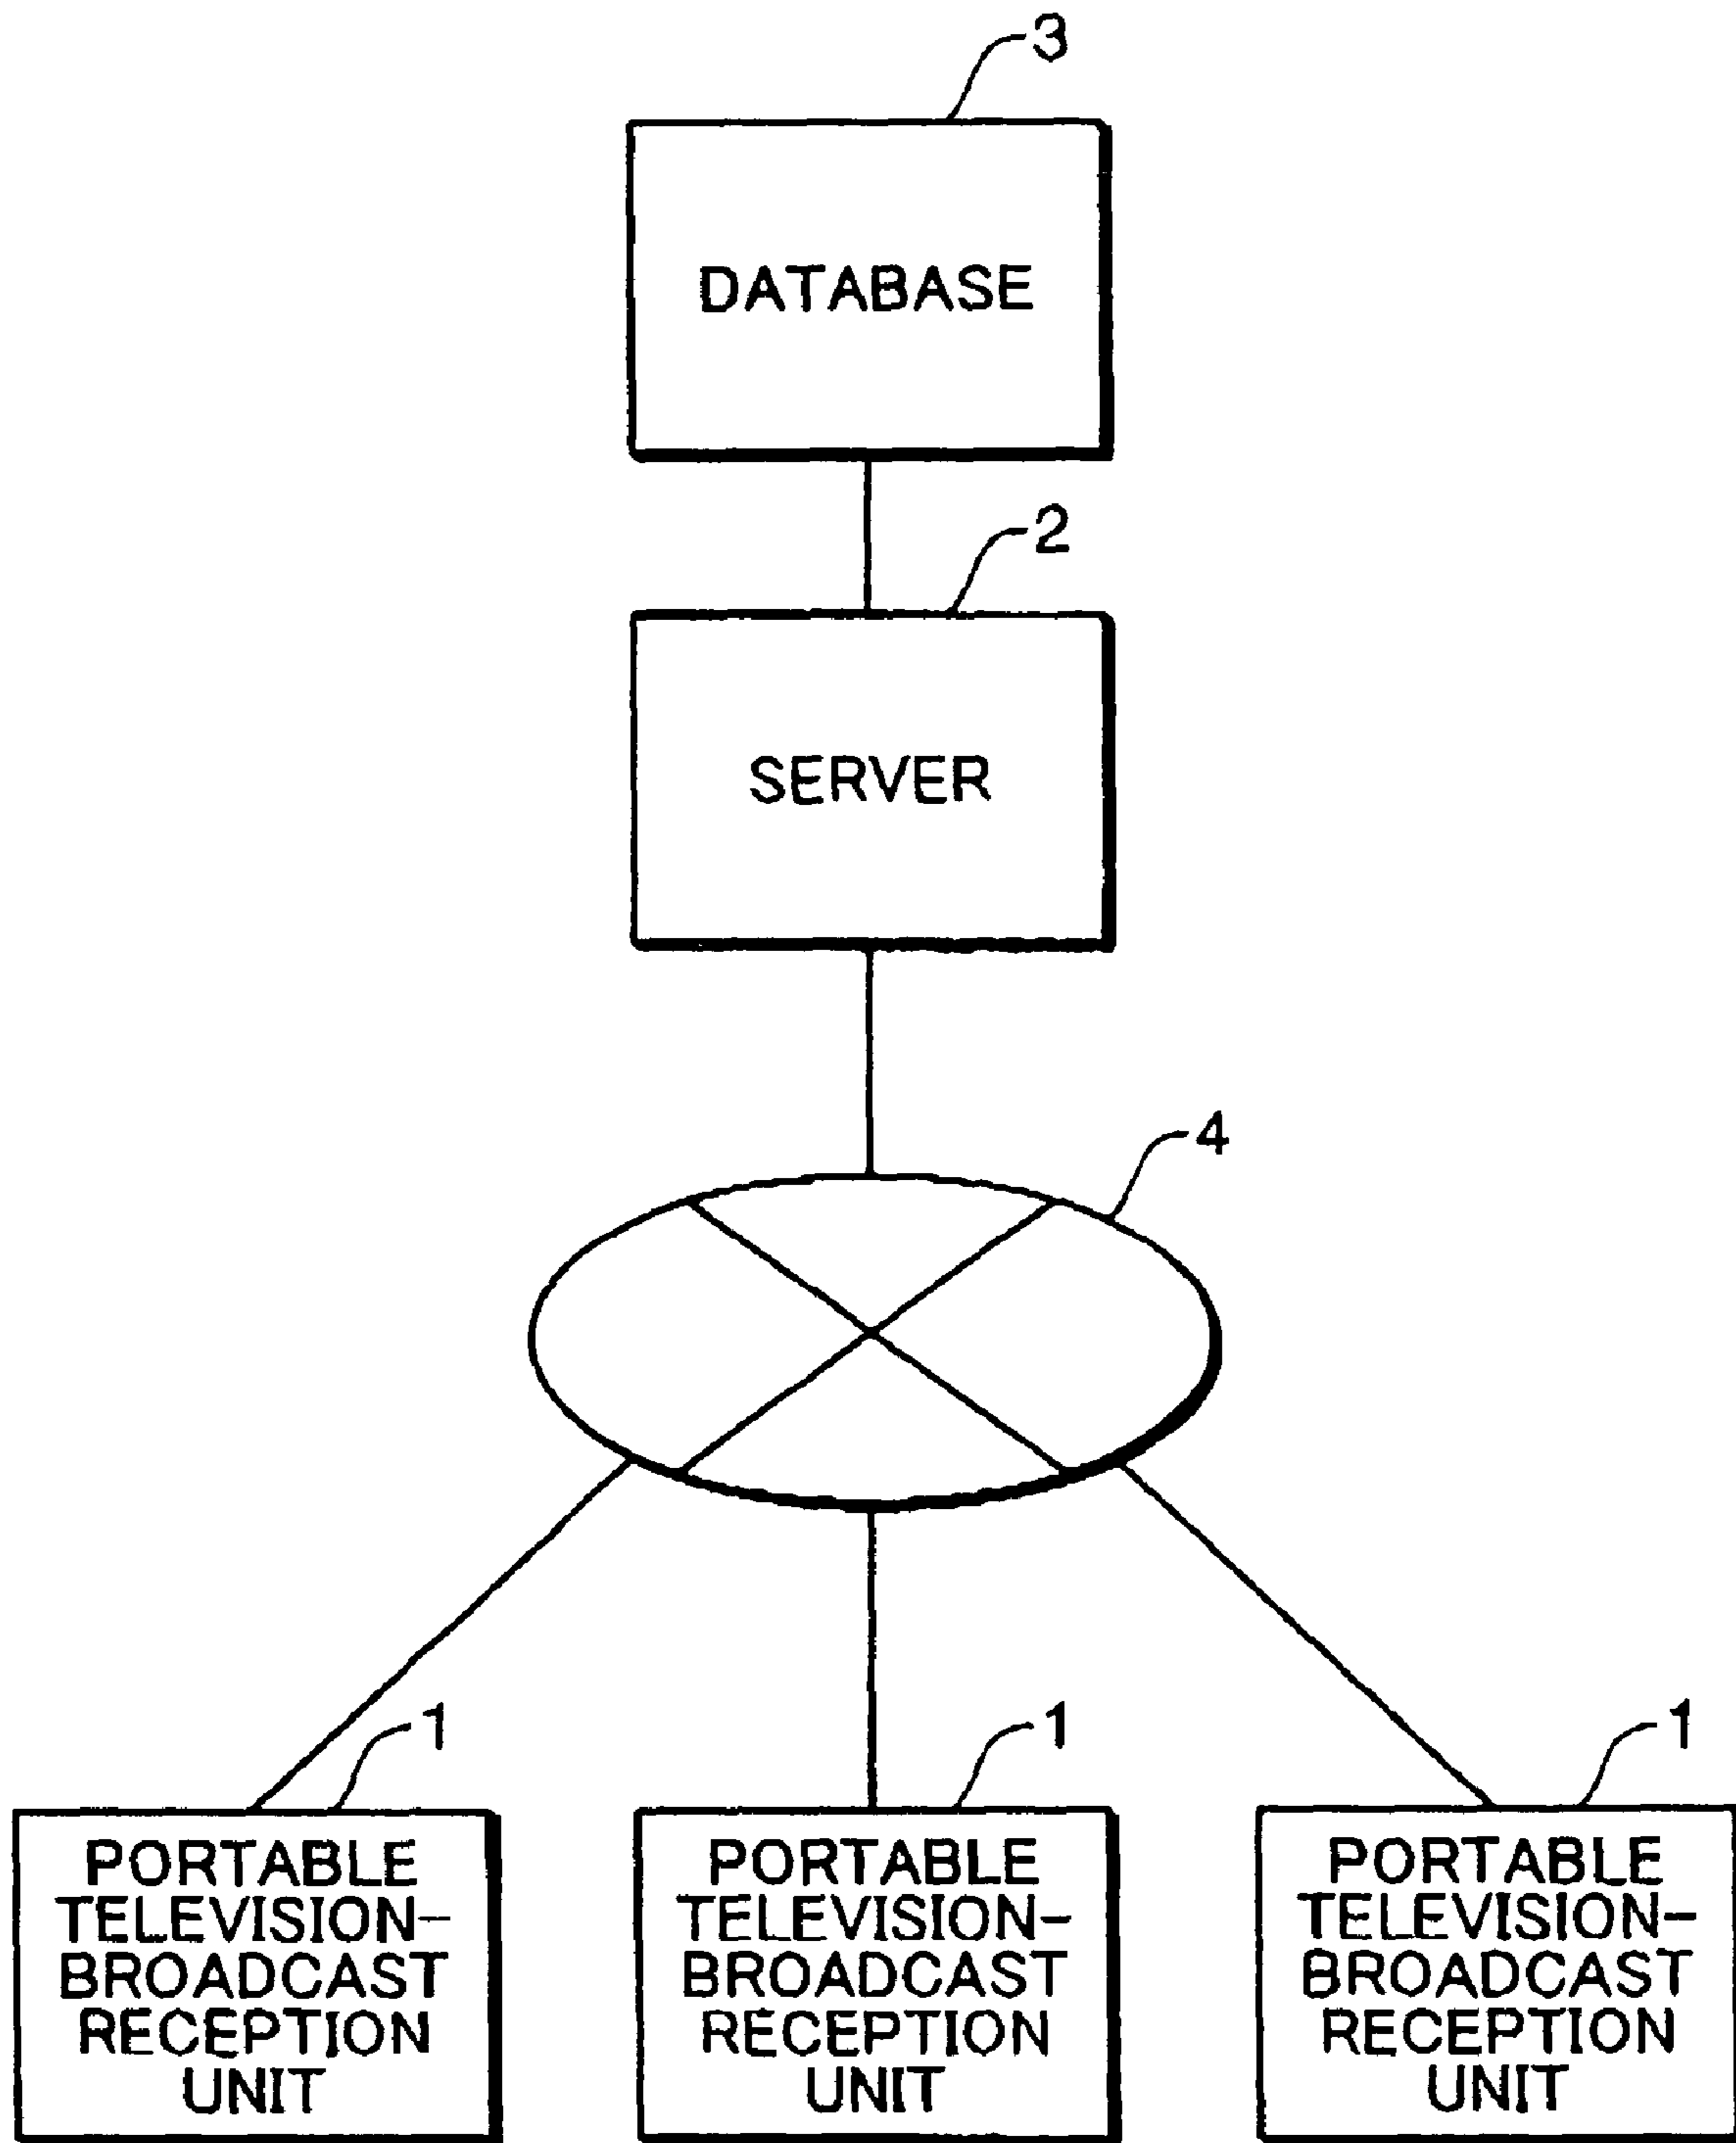 3
DATABASE
2
SERVER
4
1
1
1
PORTABLE
TELEVISION-
BROADCAST
RECEPTION
UNIT
PORTABLE
TELEVISION-
BROADCAST
RECEPTION
UNIT
PORTABLE
TELEVISION-
BROADCAST
RECEPTION
UNIT